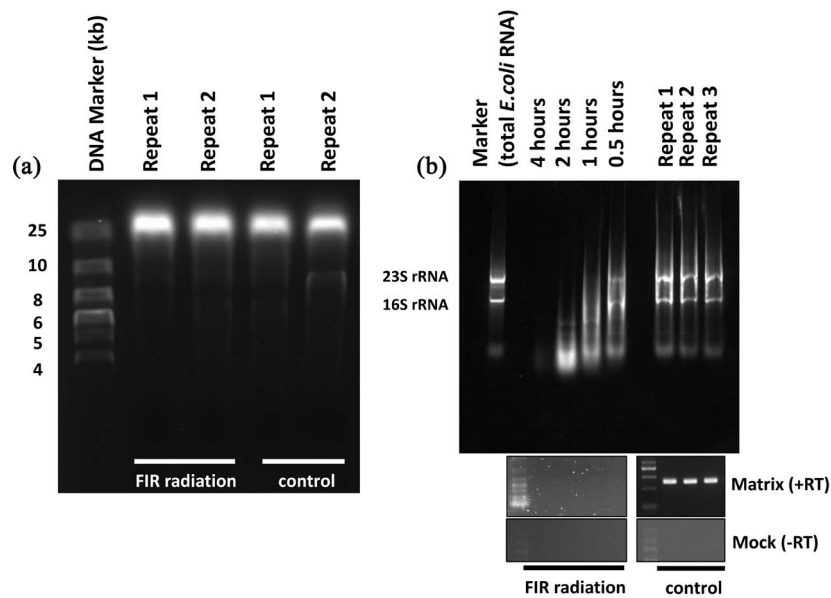 (a)
DNA Marker (kb)
Repeat 1
Repeat 2
Repeat 1
Repeat 2
25
10
8
6
5
4
FIR radiation
control
(b)
Marker
(total E.coli RNA)
4 hours
2 hours
1 hours
0.5 hours
Repeat 1
Repeat 2
Repeat 3
23S rRNA
16S rRNA
Matrix (+RT)
Mock (-RT)
FIR radiation
control